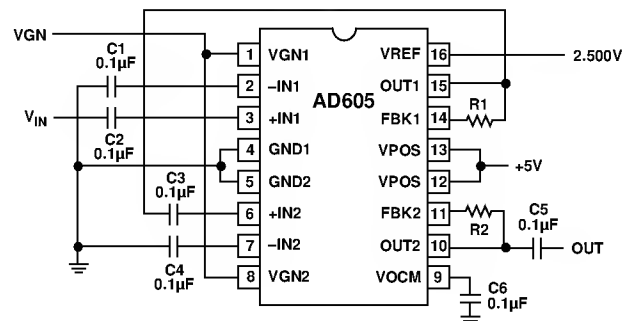 VGN
C1
0.1µF
VIN
C2
0.1µF
C3
0.1µF
C4
0.1µF
AD605
1 VGN1
2 –IN1
3 +IN1
4 GND1
5 GND2
6 +IN2
7 –IN2
8 VGN2
VREF 16
OUT1 15
FBK1 14
VPOS 13
VPOS 12
FBK2 11
OUT2 10
VOCM 9
2.500V
R1
+5V
R2
C5
0.1µF
OUT
C6
0.1µF